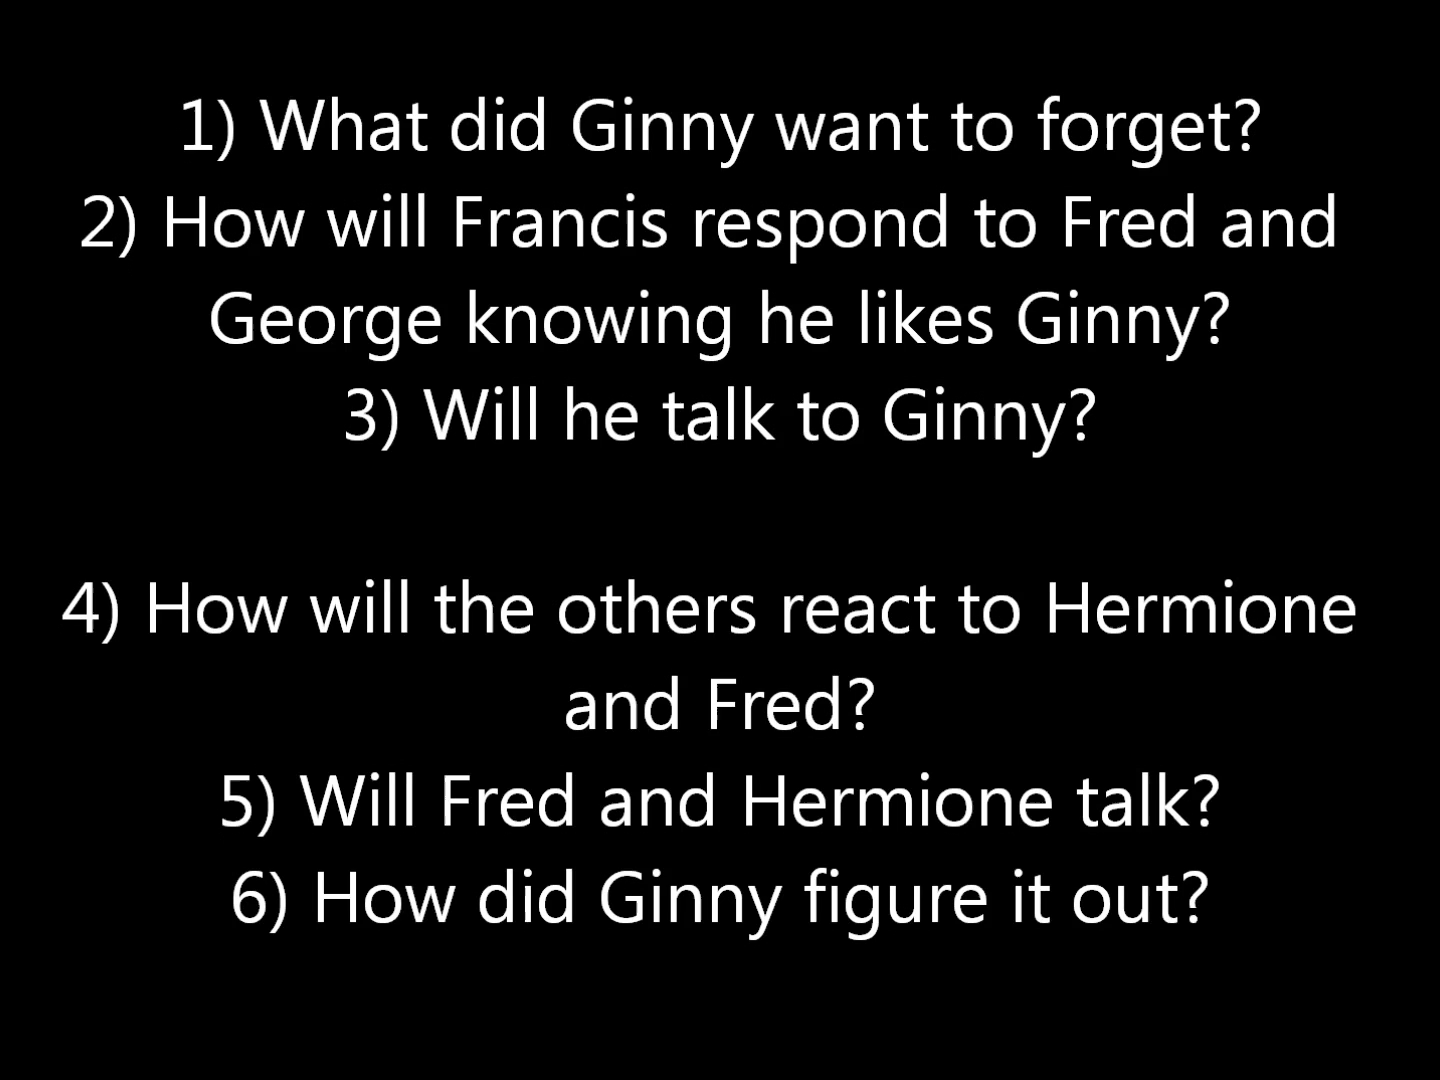 1) What did Ginny want to forget?
2) How will Francis respond to Fred and
George knowing he likes Ginny?
3) Will he talk to Ginny?
4) How will the others react to Hermione
and Fred?
5) Will Fred and Hermione talk?
6) How did Ginny figure it out?